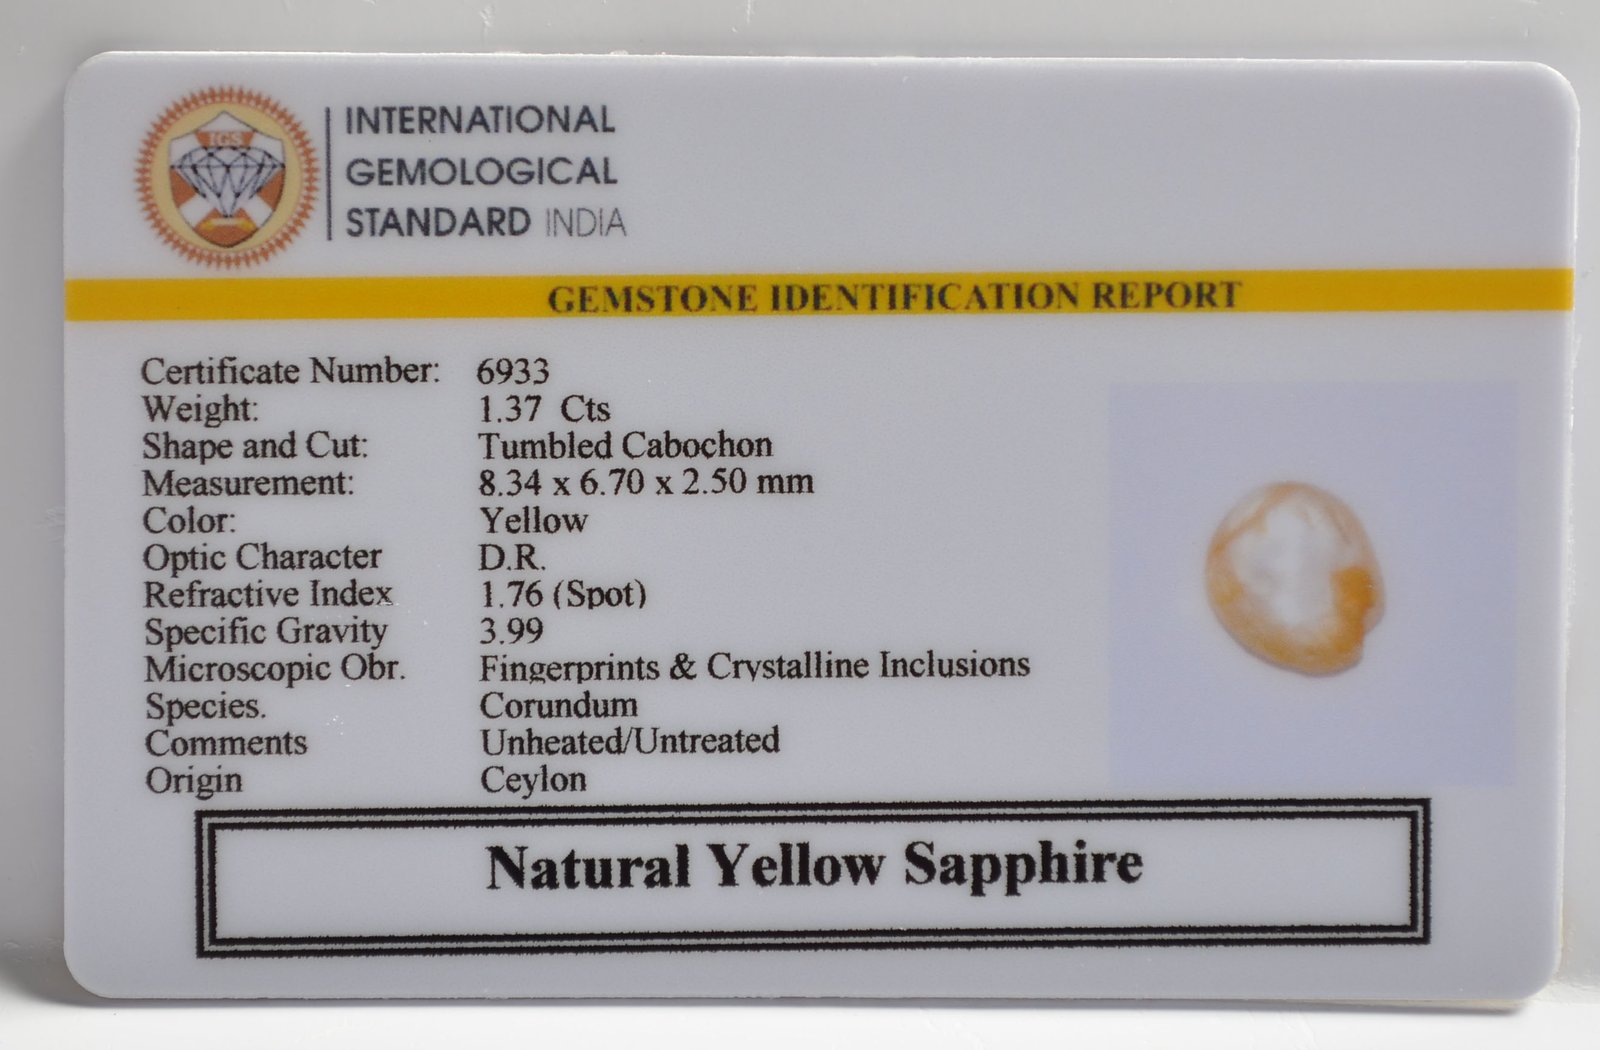 IGS
INTERNATIONAL
GEMOLOGICAL
STANDARD INDIA
GEMSTONE IDENTIFICATION REPORT
Certificate Number: 6933
Weight: 1.37 Cts
Shape and Cut: Tumbled Cabochon
Measurement: 8.34 x 6.70 x 2.50 mm
Color: Yellow
Optic Character D.R.
Refractive Index 1.76 (Spot)
Specific Gravity 3.99
Microscopic Obr. Fingerprints & Crystalline Inclusions
Species. Corundum
Comments Unheated/Untreated
Origin Ceylon
Natural Yellow Sapphire